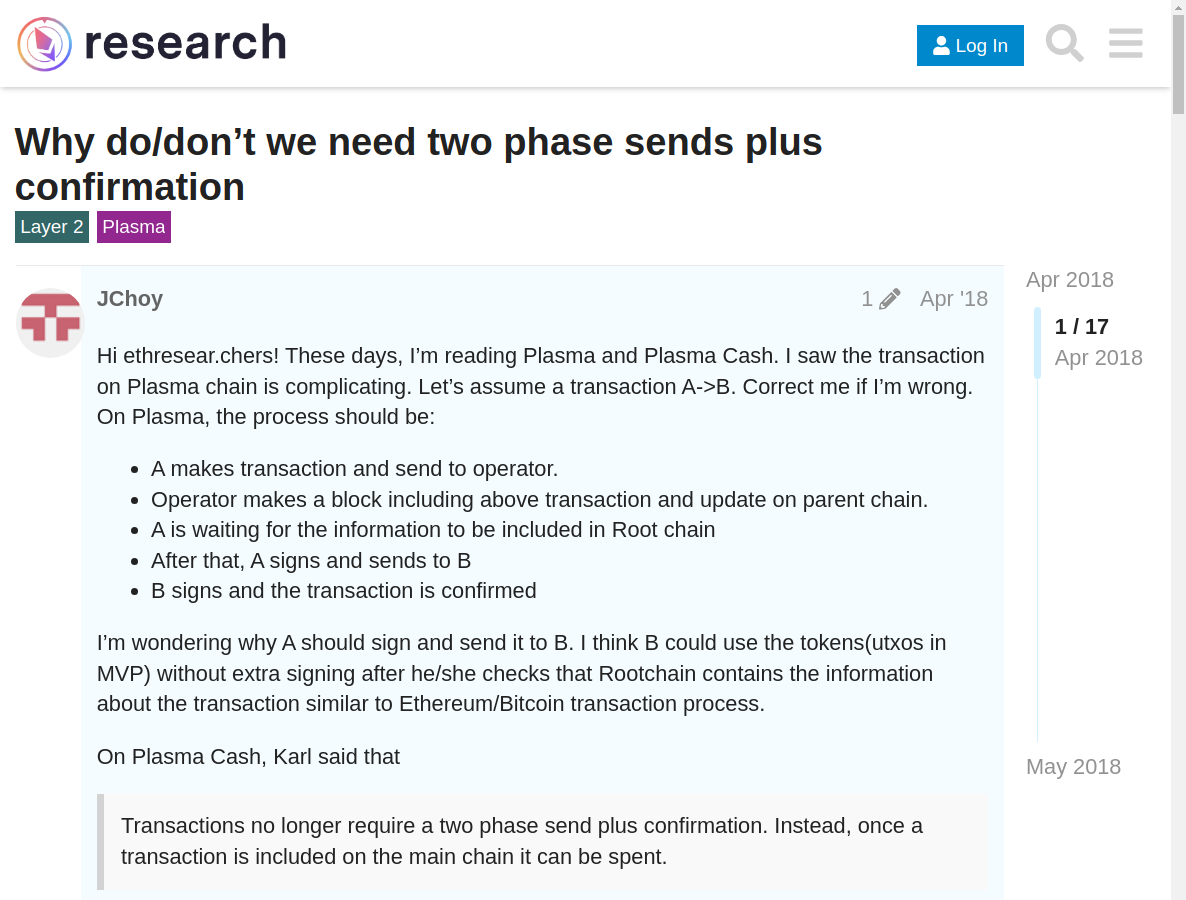 research
Log In
Why do/don’t we need two phase sends plus
confirmation
Layer 2 Plasma
JChoy 1 Apr '18
Hi ethresear.chers! These days, I’m reading Plasma and Plasma Cash. I saw the transaction
on Plasma chain is complicating. Let’s assume a transaction A->B. Correct me if I’m wrong.
On Plasma, the process should be:
• A makes transaction and send to operator.
• Operator makes a block including above transaction and update on parent chain.
• A is waiting for the information to be included in Root chain
• After that, A signs and sends to B
• B signs and the transaction is confirmed
I’m wondering why A should sign and send it to B. I think B could use the tokens(utxos in
MVP) without extra signing after he/she checks that Rootchain contains the information
about the transaction similar to Ethereum/Bitcoin transaction process.
On Plasma Cash, Karl said that
Transactions no longer require a two phase send plus confirmation. Instead, once a
transaction is included on the main chain it can be spent.
Apr 2018
1 / 17
Apr 2018
May 2018